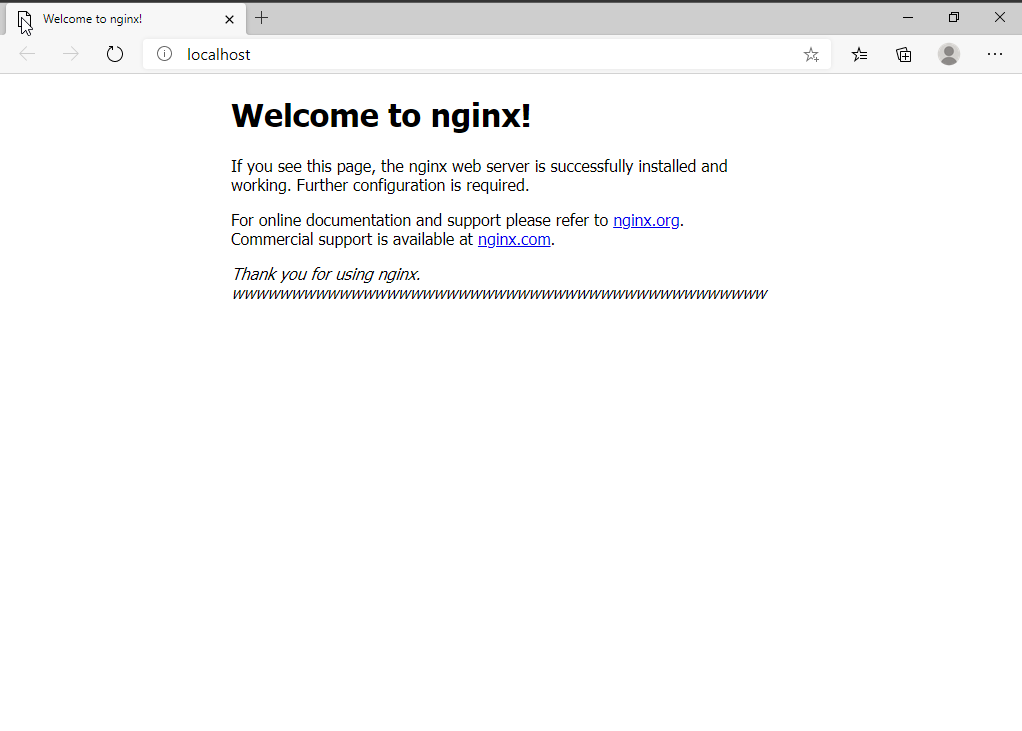 Welcome to nginx!
localhost
Welcome to nginx!
If you see this page, the nginx web server is successfully installed and
working. Further configuration is required.
For online documentation and support please refer to nginx.org.
Commercial support is available at nginx.com.
Thank you for using nginx.
wwwwwwwwwwwwwwwwwwwwwwwwwwwwwwwwwwwwwwwwwwwww